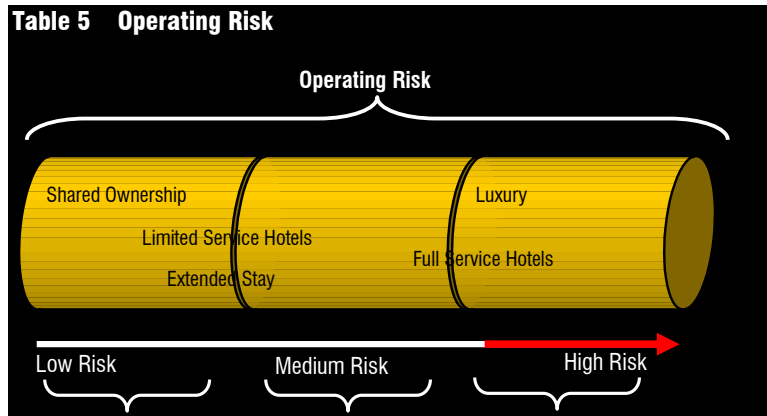 Table 5 Operating Risk
Operating Risk
Shared Ownership
Luxury
Limited Service Hotels
Full Service Hotels
Extended Stay
Low Risk
Medium Risk
High Risk